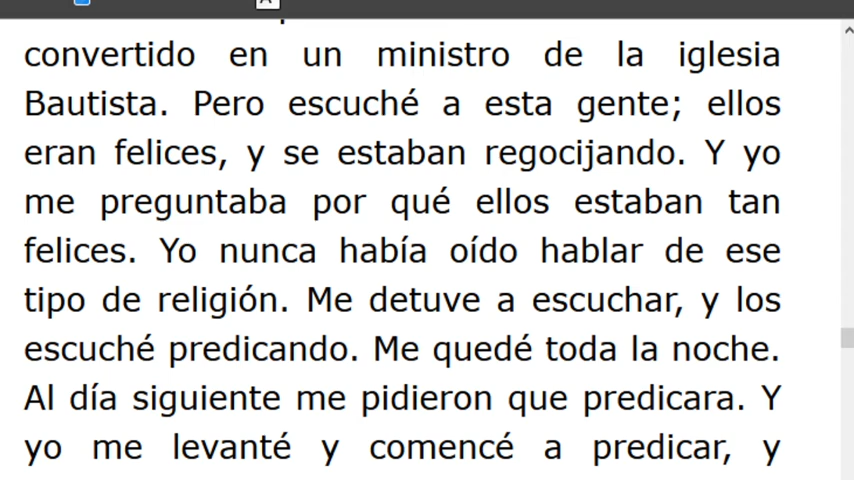 convertido en un ministro de la iglesia
Bautista. Pero escuché a esta gente; ellos
eran felices, y se estaban regocijando. Y yo
me preguntaba por qué ellos estaban tan
felices. Yo nunca había oído hablar de ese
tipo de religión. Me detuve a escuchar, y los
escuché predicando. Me quedé toda la noche.
Al día siguiente me pidieron que predicara. Y
yo me levanté y comencé a predicar, y